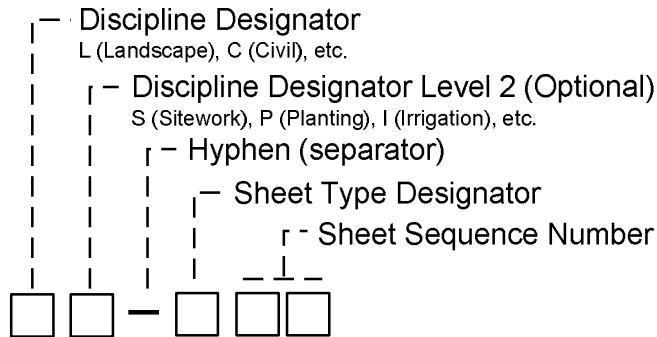 Discipline Designator
L (Landscape), C (Civil), etc.
Discipline Designator Level 2 (Optional)
S (Sitework), P (Planting), I (Irrigation), etc.
Hyphen (separator)
Sheet Type Designator
Sheet Sequence Number